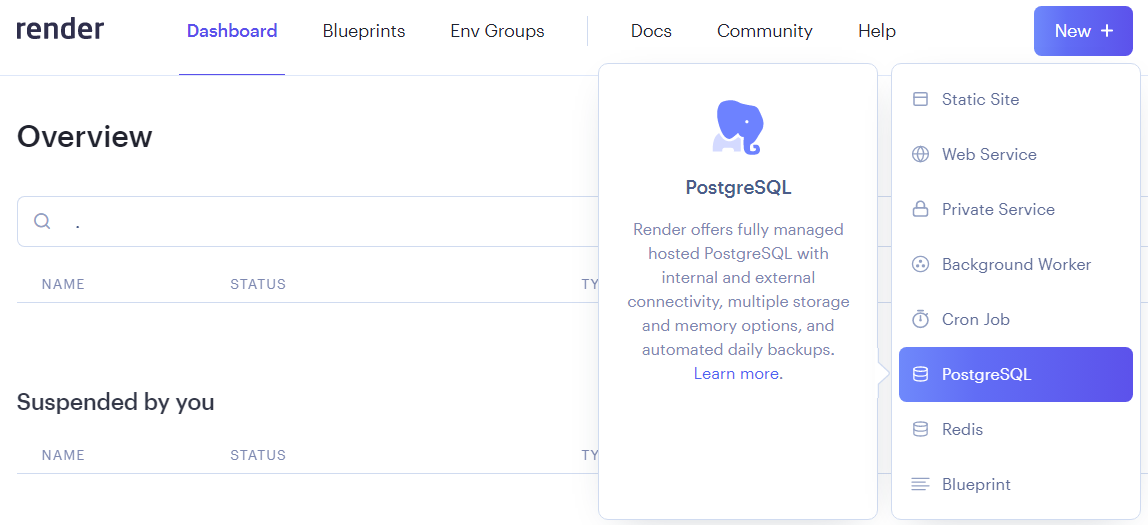 render
Dashboard
Blueprints
Env Groups
Docs
Community
Help
New +
Overview
.
NAME
STATUS
TY
Suspended by you
NAME
STATUS
TY
PostgreSQL
Render offers fully managed
hosted PostgreSQL with
internal and external
connectivity, multiple storage
and memory options, and
automated daily backups.
Learn more.
Static Site
Web Service
Private Service
Background Worker
Cron Job
PostgreSQL
Redis
Blueprint